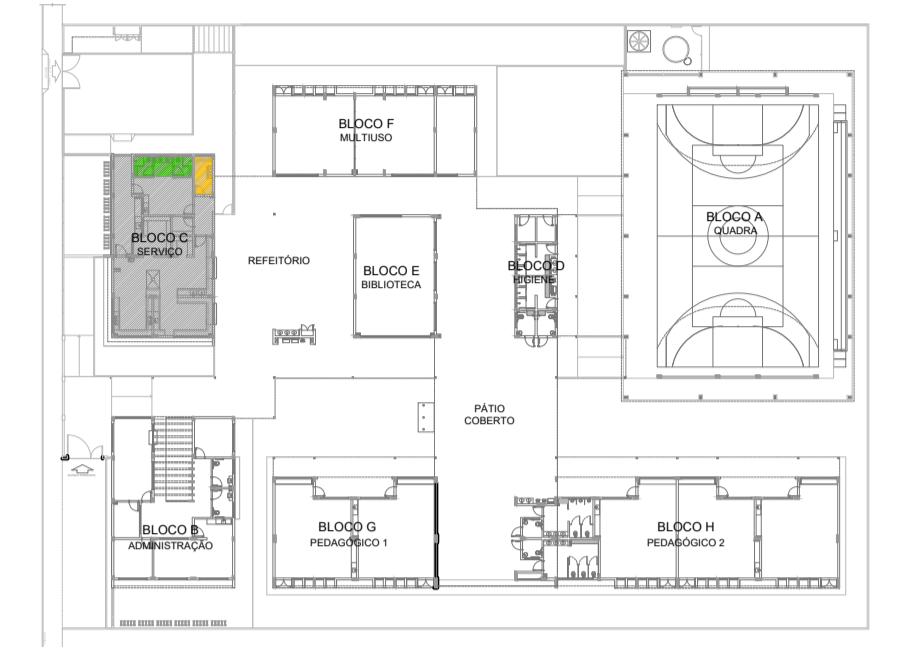 BLOCO F
MULTIUSO
BLOCO A
QUADRA
BLOCO C
SERVIÇO
REFEITÓRIO
BLOCO E
BIBLIOTECA
BLOCO D
HIGIENE
PÁTIO
COBERTO
BLOCO B
ADMINISTRAÇÃO
BLOCO G
PEDAGÓGICO 1
BLOCO H
PEDAGÓGICO 2